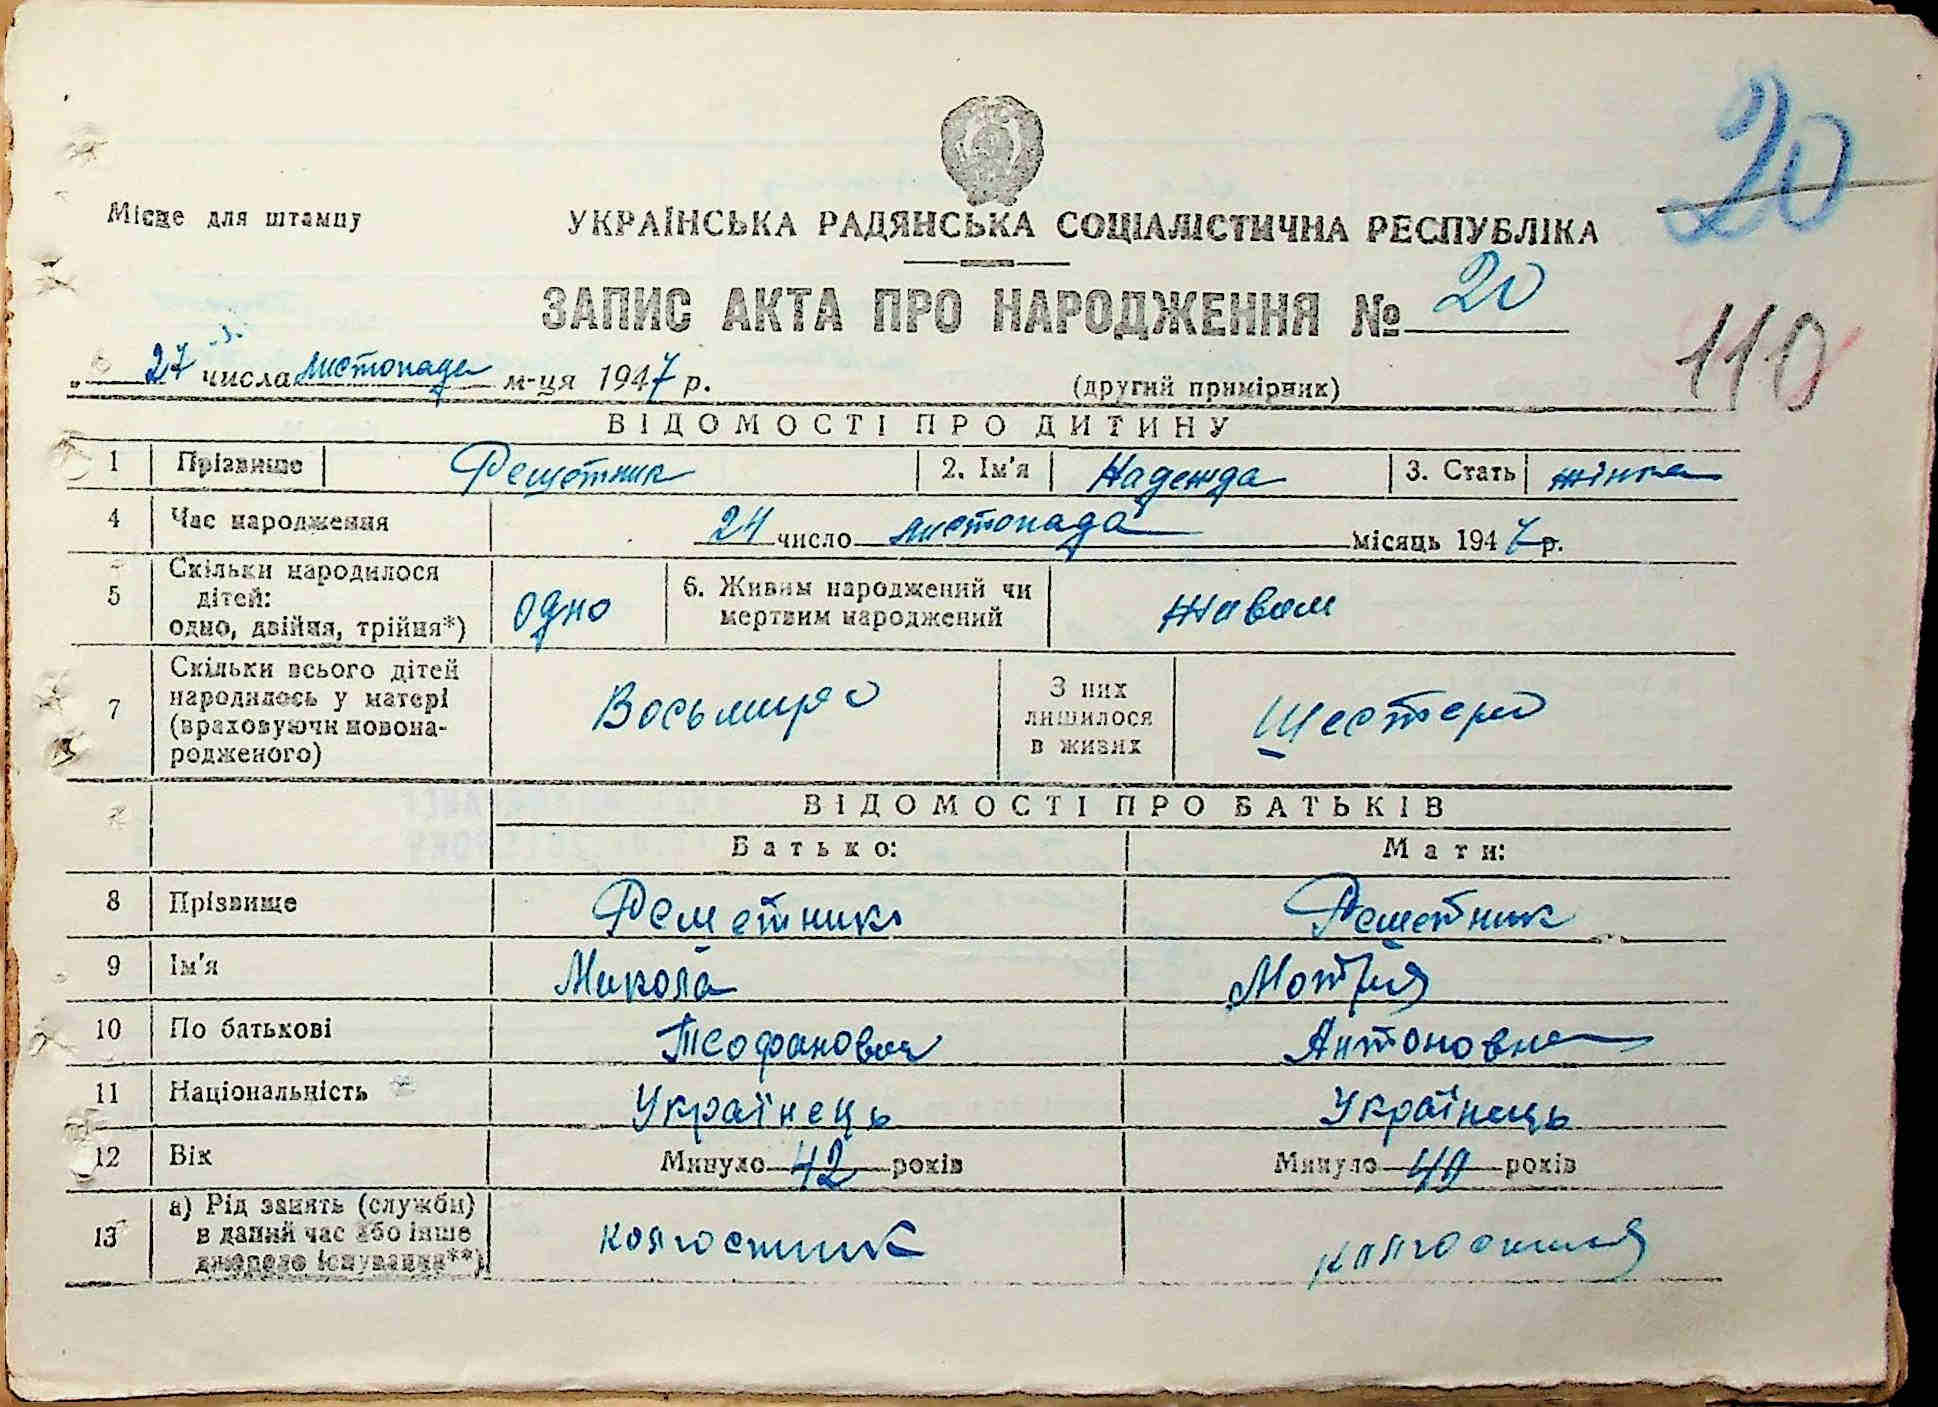 20
Місце для штампу
УКРАЇНСЬКА РАДЯНСЬКА СОЦІАЛІСТИЧНА РЕСПУБЛІКА
ЗАПИС АКТА ПРО НАРОДЖЕННЯ № 20
110
„ 27 числа листопада м-ця 1947 р.
(другий примірник)
ВІДОМОСТІ ПРО ДИТИНУ
1 Прізвище Решетник 2. Ім'я Надежда 3. Стать жінка
4 Час народження 24 число листопада місяць 1947 р.
5 Скільки народилося дітей: одно, двійня, трійня*) одно 6. Живим народжений чи мертвим народжений живим
7 Скільки всього дітей народилось у матері (враховуючи новона-родженого) Восьмиро З них лишилося в живих Шестеро
ВІДОМОСТІ ПРО БАТЬКІВ
Батько: Мати:
8 Прізвище Решетник Решетник
9 Ім'я Микола Мотря
10 По батькові Теофанович Антоновна
11 Національність Українець Українець
12 Вік Минуло 42 років Минуло 40 років
13 а) Рід занять (служби) в даний час або інше джерело існування**) колгоспник колгоспниця